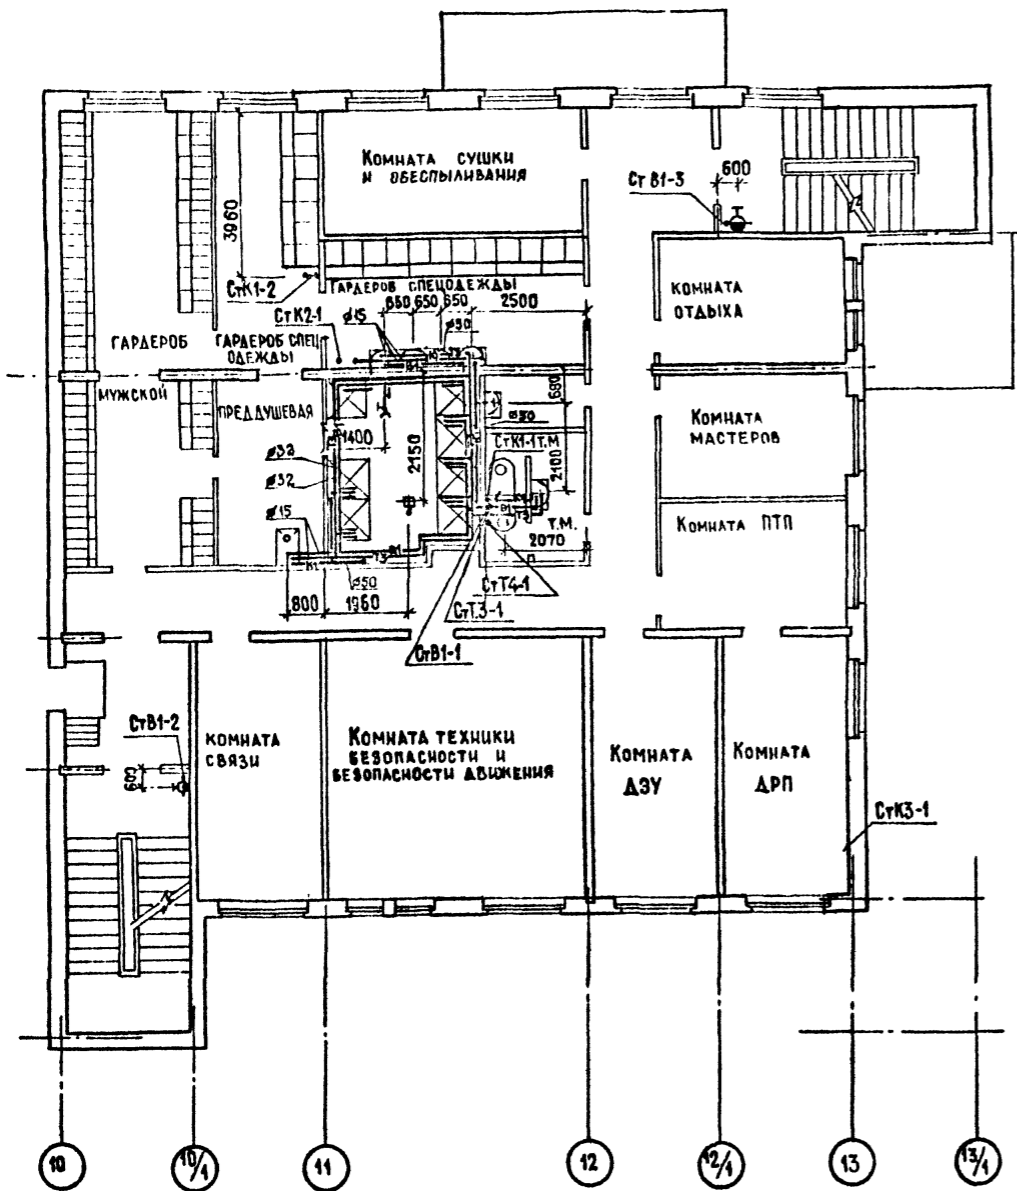 Комната сушки
и обеспыливания
600
Ст В1-3
3960
СтК1-2
Гардероб спецодежды
650 650 650
2500
Комната
отдыха
СтК2-1
ø15
ø50
Гардероб
Гардероб спец
одежды
Мужской
Преддушевая
680
ø50
Комната
мастеров
1400
2150
СтК1-1 Т.М
2100
ø32
ø32
ø15
Комната ПТП
Т.М.
2070
ø50
800
1960
СтТ4-1
СтТ3-1
СтВ1-1
СтВ1-2
600
Комната
связи
Комната техники
безопасности и
безопасности движения
Комната
ДЗУ
Комната
ДРП
СтК3-1
10
10/1
11
12
12/1
13
13/1